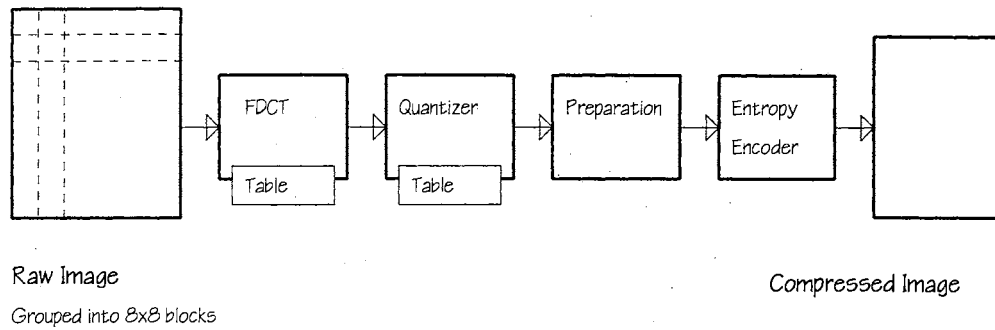 FDCT
Quantizer
Preparation
Entropy
Encoder
Table
Table
Raw Image
Compressed Image
Grouped into 8x8 blocks